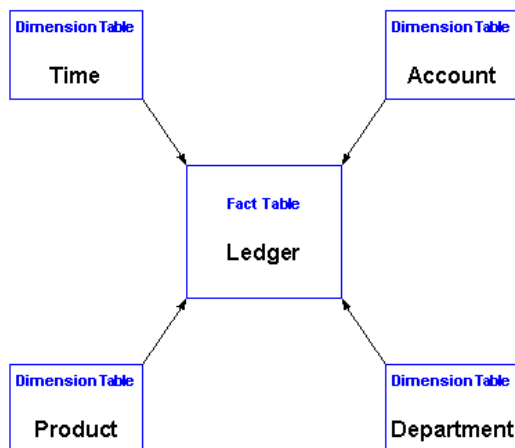 Dimension Table
Time
Dimension Table
Account
Fact Table
Ledger
Dimension Table
Product
Dimension Table
Department